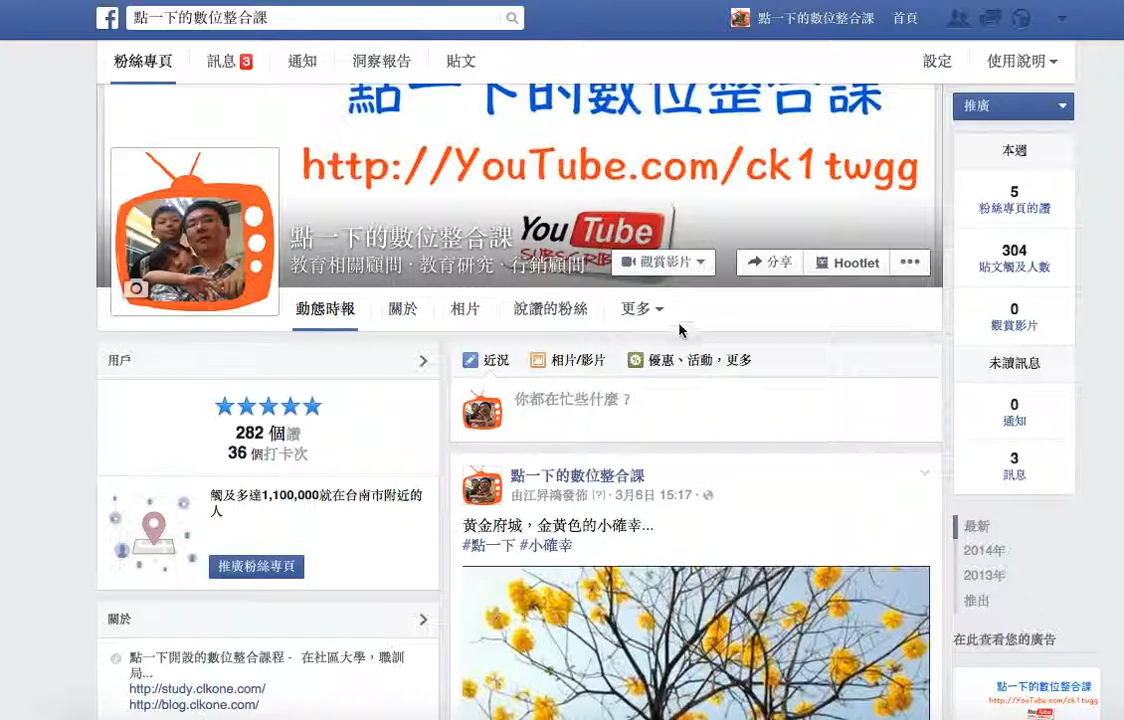 點一下的數位整合課
點一下的數位整合課 首頁
粉絲專頁 訊息 3 通知 洞察報告 貼文 設定 使用說明
點一下的數位整合課
http://YouTube.com/ck1twgg
You Tube
SUBSCRIBE
點一下的數位整合課
教育相關顧問 · 教育研究 · 行銷顧問
觀賞影片 分享 Hootlet •••
動態時報 關於 相片 說讚的粉絲 更多
用戶
282 個讚
36 個打卡次
觸及多達1,100,000就在台南市附近的
人
推廣粉絲專頁
關於
點一下開設的數位整合課程 - 在社區大學，職訓
局...
http://study.clkone.com/
http://blog.clkone.com/
近況 相片/影片 優惠、活動，更多
你都在忙些什麼？
點一下的數位整合課
由江昇鴻發佈 [?] · 3月6日 15:17 ·
黃金府城，金黃色的小確幸...
#點一下 #小確幸
推廣
本週
5
粉絲專頁的讚
304
貼文觸及人數
0
觀賞影片
未讀訊息
0
通知
3
訊息
最新
2014年
2013年
推出
在此查看您的廣告
點一下的數位整合課
http://YouTube.com/ck1twgg
You Tube